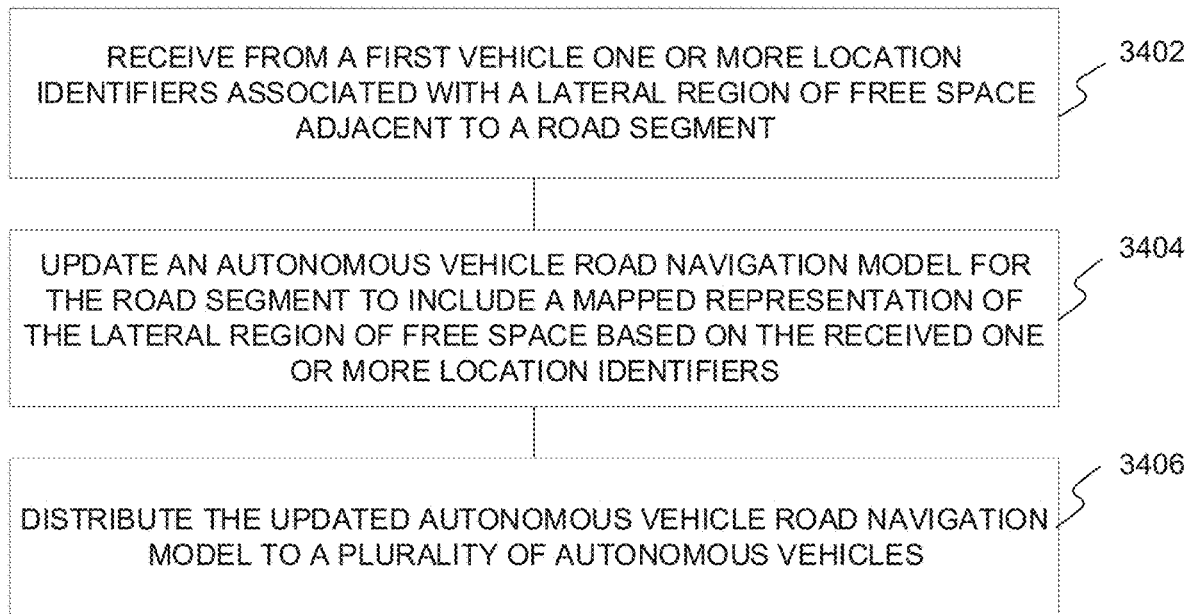 RECEIVE FROM A FIRST VEHICLE ONE OR MORE LOCATION
IDENTIFIERS ASSOCIATED WITH A LATERAL REGION OF FREE SPACE
ADJACENT TO A ROAD SEGMENT
3402
UPDATE AN AUTONOMOUS VEHICLE ROAD NAVIGATION MODEL FOR
THE ROAD SEGMENT TO INCLUDE A MAPPED REPRESENTATION OF
THE LATERAL REGION OF FREE SPACE BASED ON THE RECEIVED ONE
OR MORE LOCATION IDENTIFIERS
3404
DISTRIBUTE THE UPDATED AUTONOMOUS VEHICLE ROAD NAVIGATION
MODEL TO A PLURALITY OF AUTONOMOUS VEHICLES
3406